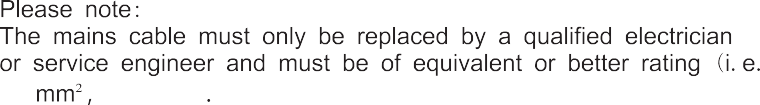 Please note:
The mains cable must only be replaced by a qualified electrician
or service engineer and must be of equivalent or better rating (i. e.
mm², .